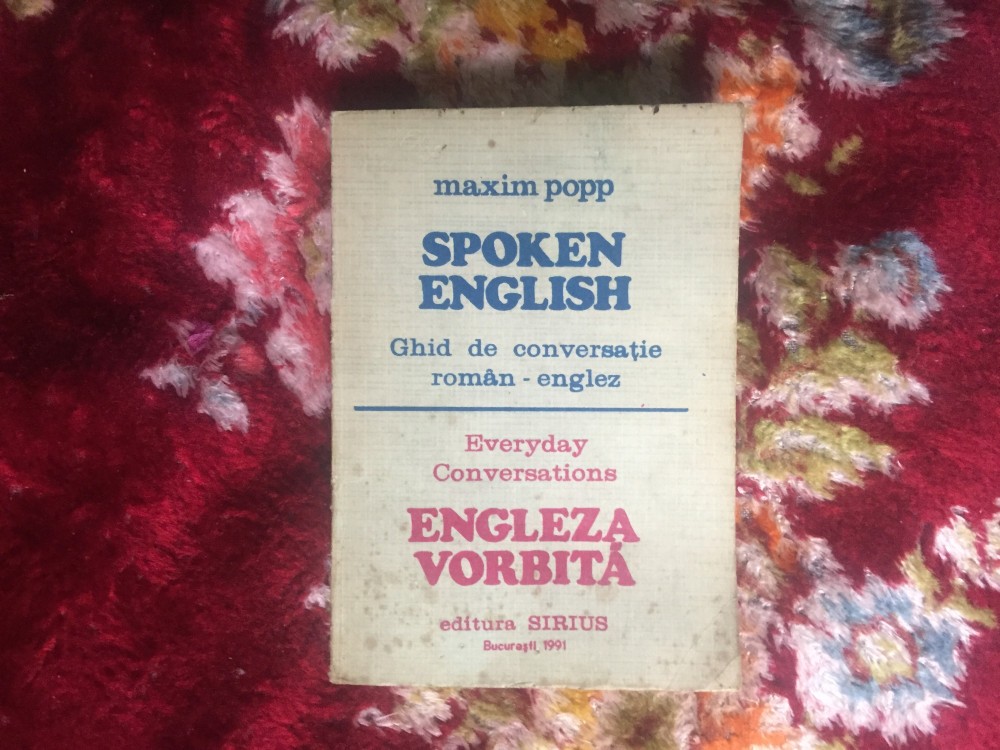 maxim popp
SPOKEN
ENGLISH
Ghid de conversaţie
român - englez
Everyday
Conversations
ENGLEZA
VORBITĂ
editura SIRIUS
Bucureşti 1991